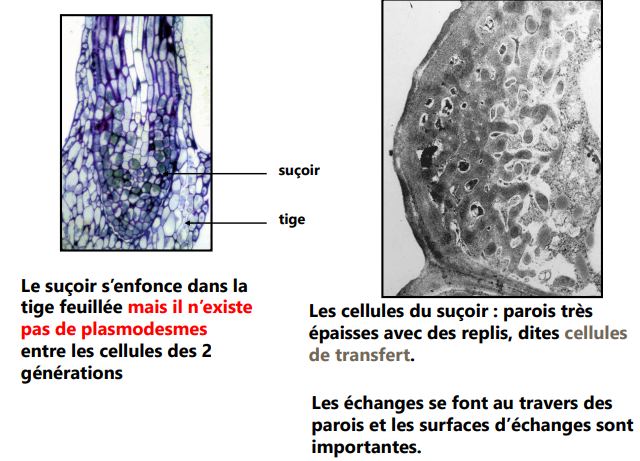 suçoir
tige
Le suçoir s’enfonce dans la
tige feuillée mais il n’existe
pas de plasmodesmes
entre les cellules des 2
générations
Les cellules du suçoir : parois très
épaisses avec des replis, dites cellules
de transfert.
Les échanges se font au travers des
parois et les surfaces d’échanges sont
importantes.